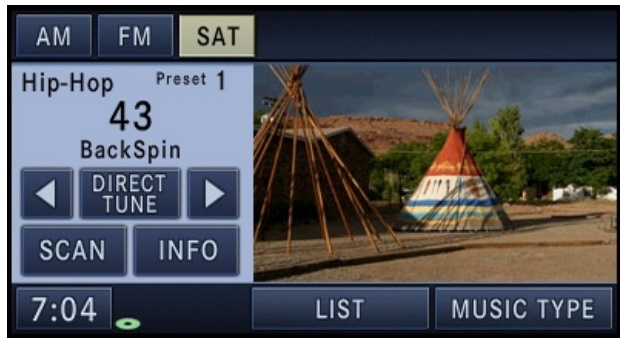 AM FM SAT
Hip-Hop Preset 1
43
BackSpin
DIRECT
TUNE
SCAN INFO
7:04 LIST MUSIC TYPE